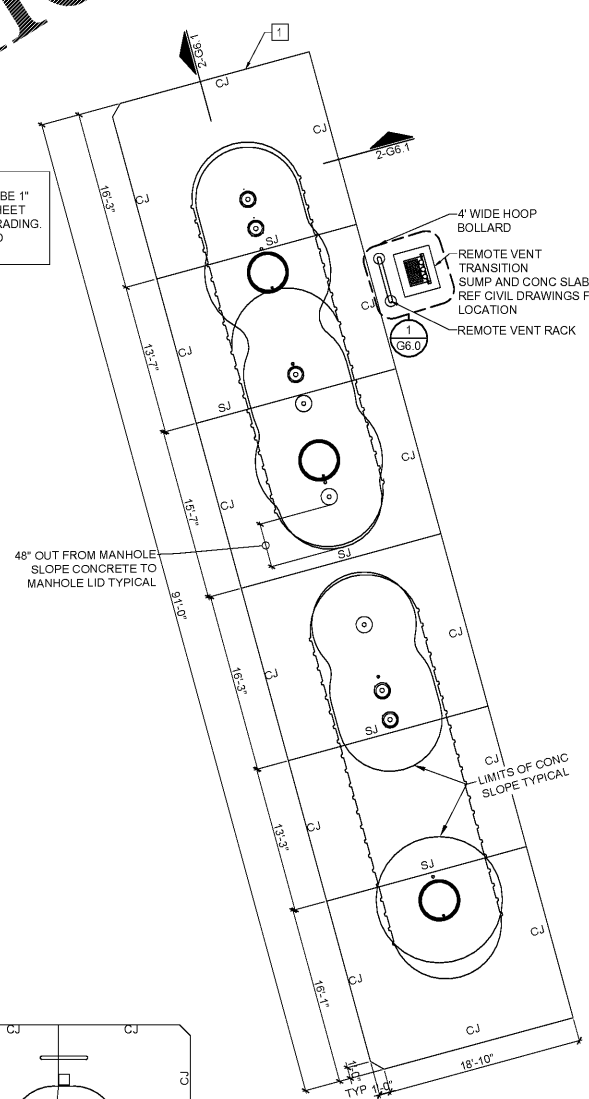 1
2-G6.1
CJ
CJ
2-G6.1
BE 1"
HEET
RADING.
16'-3"
CJ
4' WIDE HOOP
BOLLARD
SJ
REMOTE VENT
TRANSITION
SUMP AND CONC SLAB
REF CIVIL DRAWINGS F
LOCATION
CJ
1
G6.0
REMOTE VENT RACK
13'-7"
CJ
SJ
CJ
15'-7"
CJ
48" OUT FROM MANHOLE
SLOPE CONCRETE TO
MANHOLE LID TYPICAL
SJ
91'-0"
CJ
16'-3"
CJ
SJ
CJ
LIMITS OF CONC
SLOPE TYPICAL
13'-3"
CJ
SJ
CJ
16'-1"
CJ
CJ
1'-0"
TYP 1'-0"
18'-10"
CJ
CJ
CJ